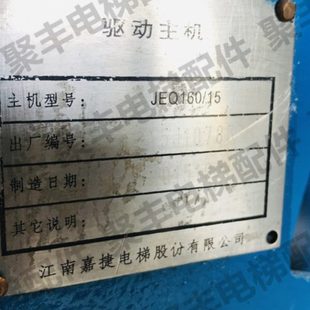 聚丰电梯配件
驱动主机
主机型号: JEQ160/15
出厂编号:
制造日期:
其它说明:
江南嘉捷电梯股份有限公司